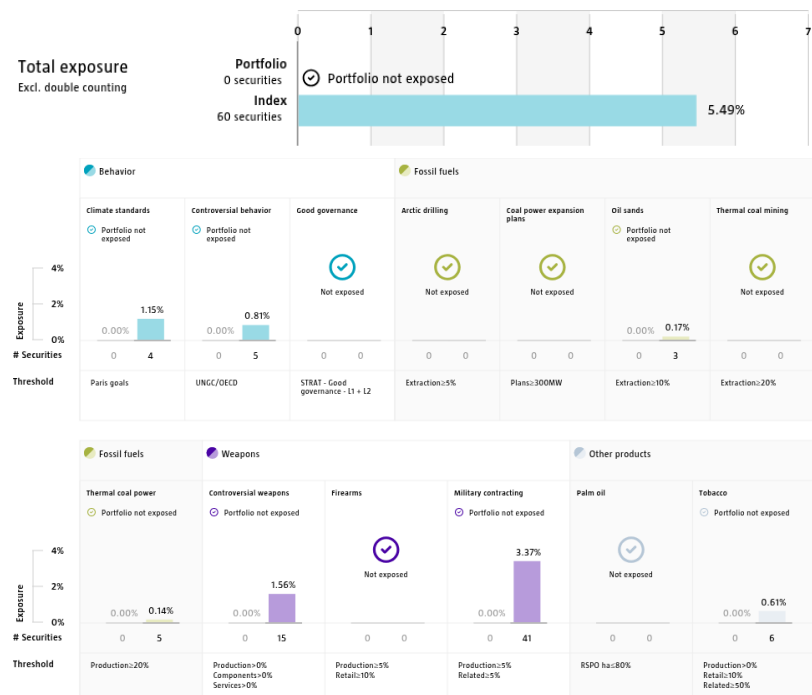 0 1 2 3 4 5 6 7
Total exposure
Excl. double counting
Portfolio
0 securities
Portfolio not exposed
Index
60 securities
5.49%
Behavior
Fossil fuels
Climate standards
Controversial behavior
Good governance
Arctic drilling
Coal power expansion
plans
Oil sands
Thermal coal mining
Portfolio not
exposed
Portfolio not
exposed
Not exposed
Not exposed
Not exposed
Portfolio not
exposed
Not exposed
Exposure
4%
2%
0%
0.00% 1.15%
0.00% 0.81%
0.00% 0.17%
# Securities
0 4
0 5
0 0
0 0
0 0
0 3
0 0
Threshold
Paris goals
UNGC/OECD
STRAT - Good
governance - L1 + L2
Extraction≥5%
Plans≥300MW
Extraction≥10%
Extraction≥20%
Fossil fuels
Weapons
Other products
Thermal coal power
Controversial weapons
Firearms
Military contracting
Palm oil
Tobacco
Portfolio not exposed
Portfolio not exposed
Not exposed
Portfolio not exposed
Not exposed
Portfolio not exposed
Exposure
4%
2%
0%
0.00% 0.14%
0.00% 1.56%
0.00% 3.37%
0.00% 0.61%
# Securities
0 5
0 15
0 0
0 41
0 0
0 6
Threshold
Production≥20%
Production>0%
Components>0%
Services>0%
Production≥5%
Retail≥10%
Production≥5%
Related≥5%
RSPO ha≤80%
Production>0%
Retail≥10%
Related≥50%